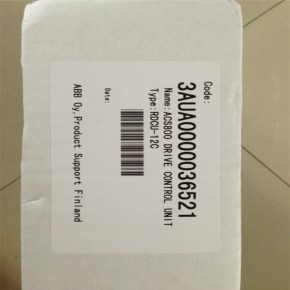 Code:
3AUA0000036521
Name:ACS800 DRIVE CONTROL UNIT
Type:RDCU-12C
Date:
ABB Oy,Product Support Finland